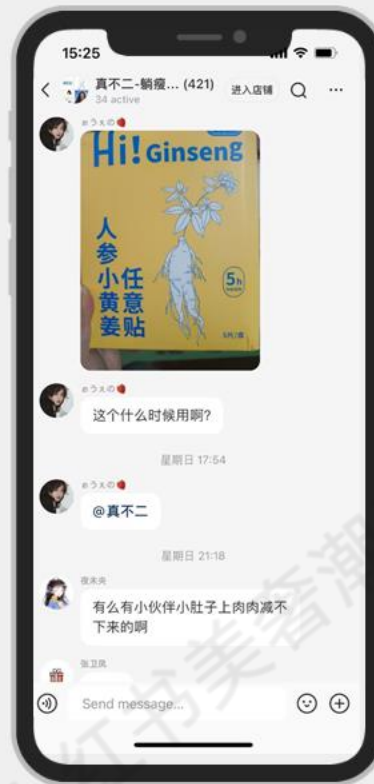 15:25
真不二-躺瘦... (421)
34 active
进入店铺
Hi! Ginseng
人参小黄姜
任意贴
5h
这个什么时候用啊?
星期日 17:54
@真不二
星期日 21:18
夜未央
有么有小伙伴小肚子上肉肉减不
下来的啊
张卫凤
Send message...